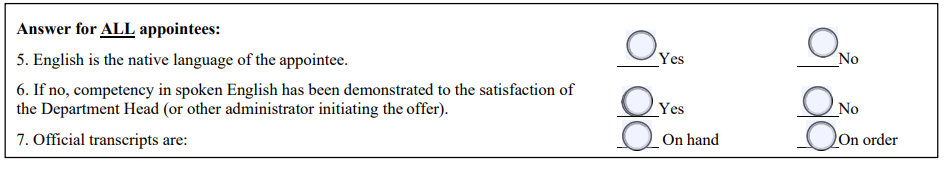 Answer for ALL appointees:
5. English is the native language of the appointee. Yes No
6. If no, competency in spoken English has been demonstrated to the satisfaction of
the Department Head (or other administrator initiating the offer). Yes No
7. Official transcripts are: On hand On order